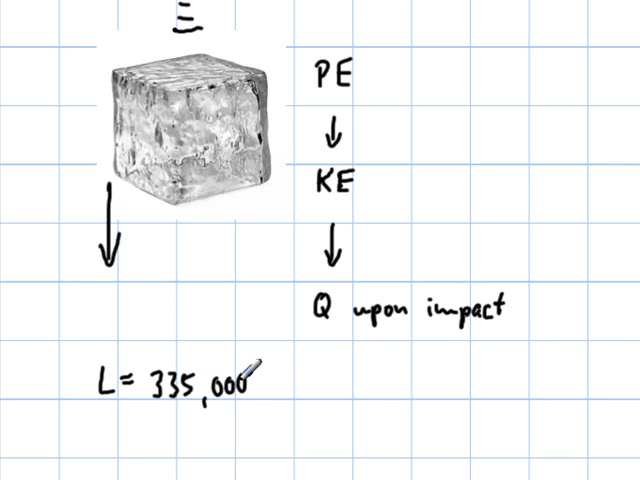 PE
↓
KE
↓
Q upon impact
L = 335,000